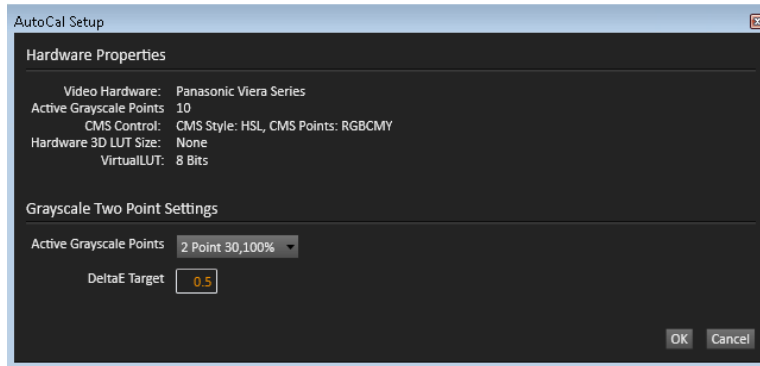 AutoCal Setup
Hardware Properties
Video Hardware: Panasonic Viera Series
Active Grayscale Points 10
CMS Control: CMS Style: HSL, CMS Points: RGBCMY
Hardware 3D LUT Size: None
VirtualLUT: 8 Bits
Grayscale Two Point Settings
Active Grayscale Points 2 Point 30,100%
DeltaE Target 0.5
OK Cancel